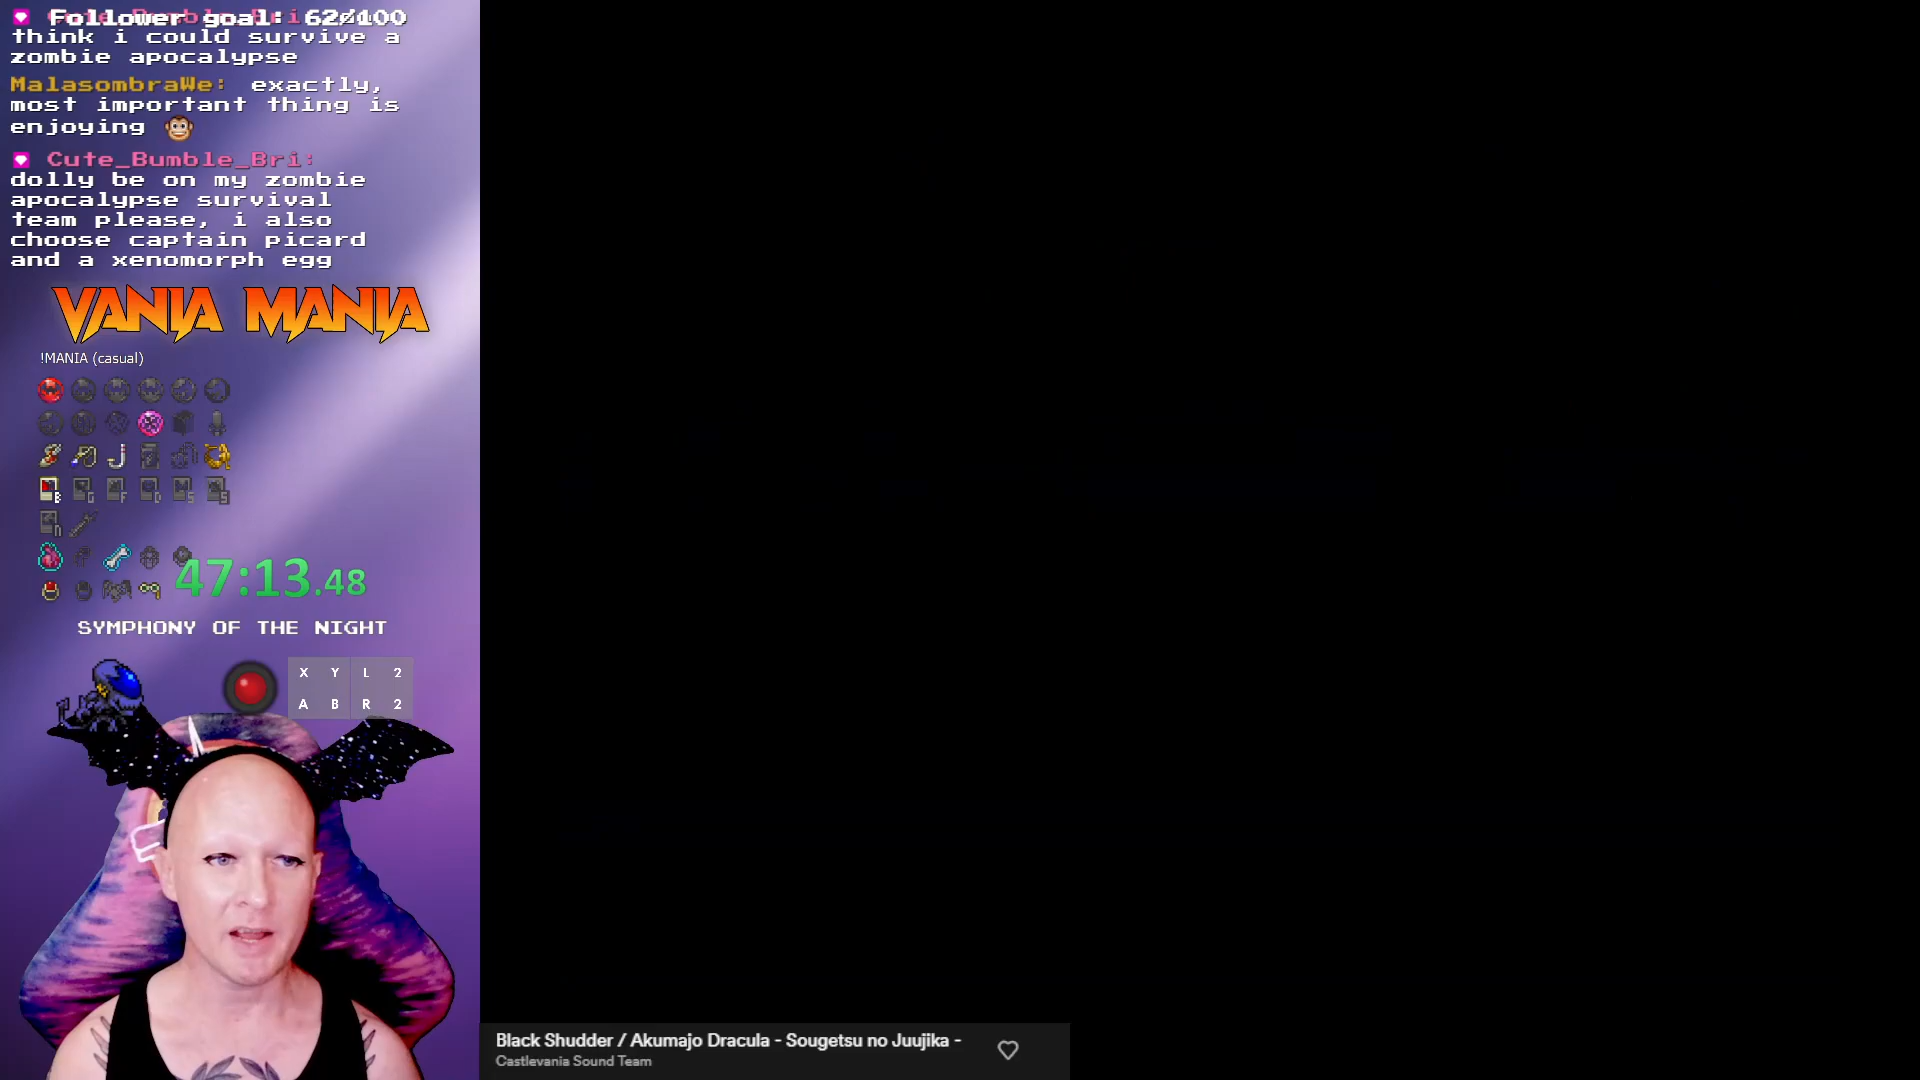 Follower goal: 62/100
think i could survive a
zombie apocalypse
MalasombraWe: exactly,
most important thing is
enjoying
Cute_Bumble_Bri:
dolly be on my zombie
apocalypse survival
team please, i also
choose captain picard
and a xenomorph egg
VANIA MANIA
!MANIA (casual)
47:13.48
SYMPHONY OF THE NIGHT
X Y L 2
A B R 2
Black Shudder / Akumajo Dracula - Sougetsu no Juujika -
Castlevania Sound Team